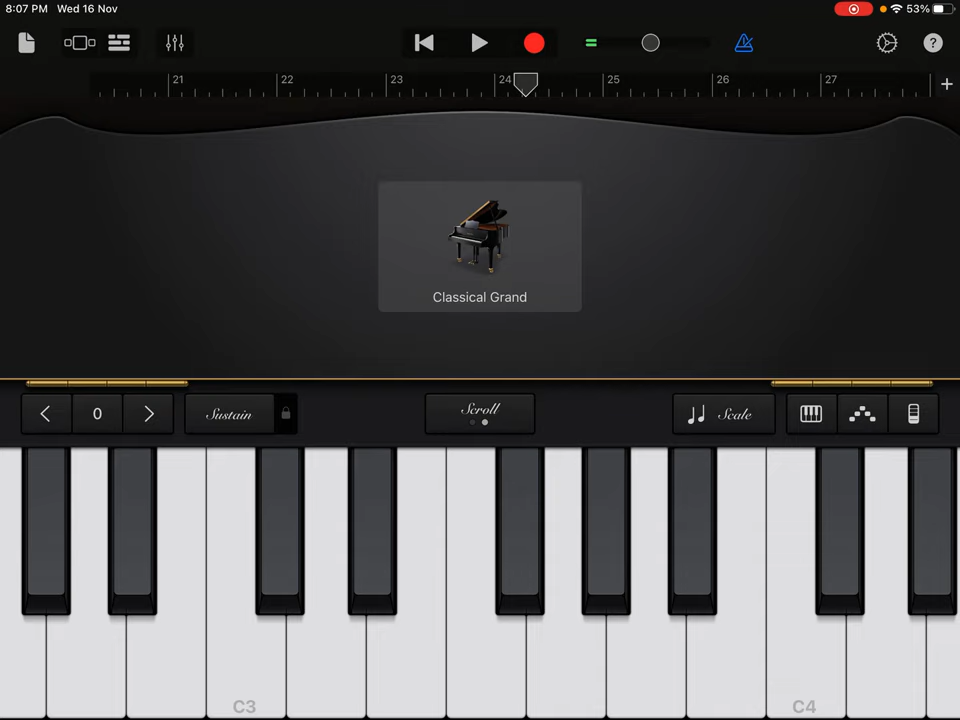 8:07 PM Wed 16 Nov
53%
?
21 22 23 24 25 26 27
+
Classical Grand
0
Sustain
Scroll
Scale
C3
C4